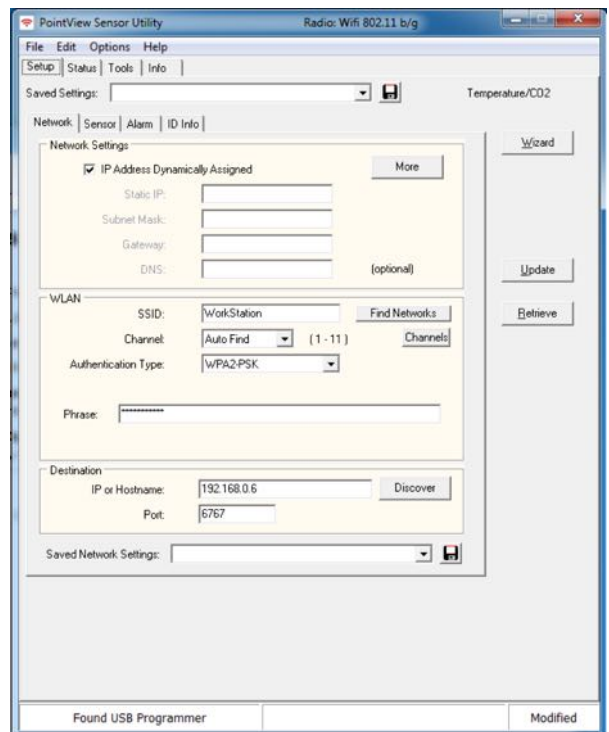 PointView Sensor Utility Radio: Wifi 802.11 b/g
File Edit Options Help
Setup Status Tools Info
Saved Settings: Temperature/CO2
Network Sensor Alarm ID Info
Wizard
Network Settings
IP Address Dynamically Assigned More
Static IP:
Subnet Mask:
Gateway:
DNS: (optional) Update
WLAN
SSID: WorkStation Find Networks Retrieve
Channel: Auto Find (1 - 11) Channels
Authentication Type: WPA2-PSK
Phrase: ***********
Destination
IP or Hostname: 192.168.0.6 Discover
Port: 6767
Saved Network Settings:
Found USB Programmer Modified